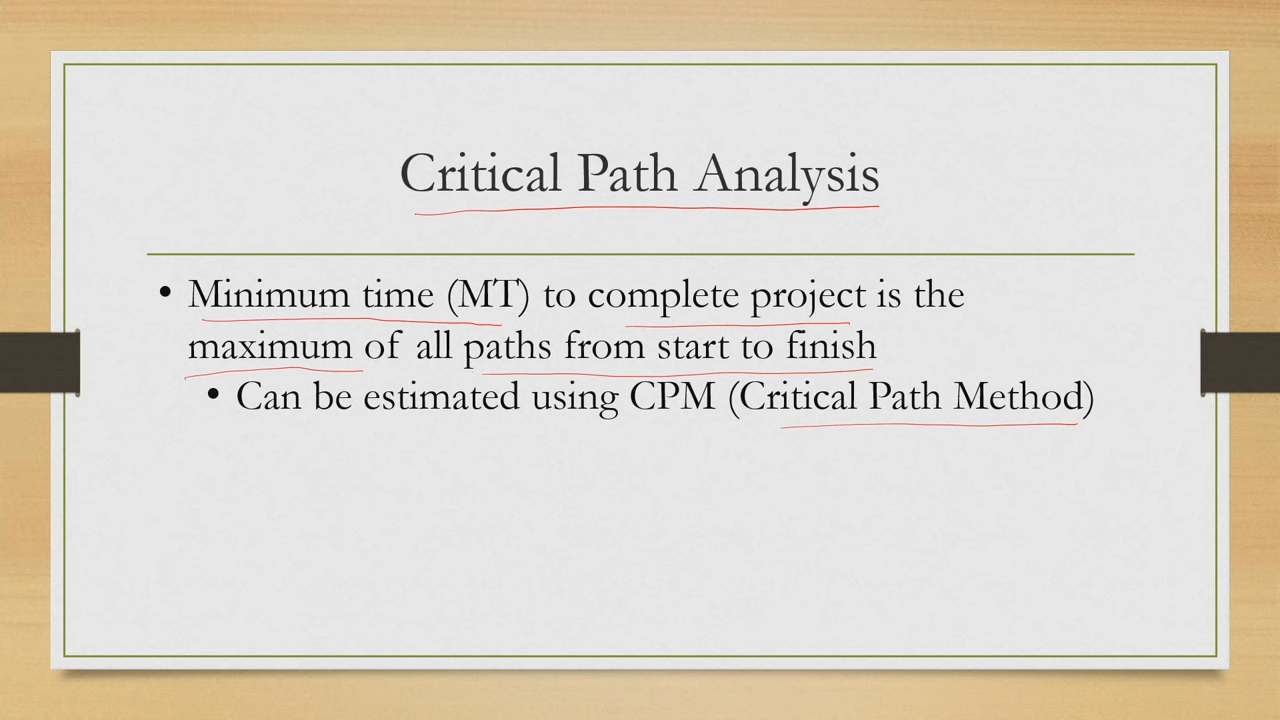 Critical Path Analysis
• Minimum time (MT) to complete project is the
maximum of all paths from start to finish
• Can be estimated using CPM (Critical Path Method)